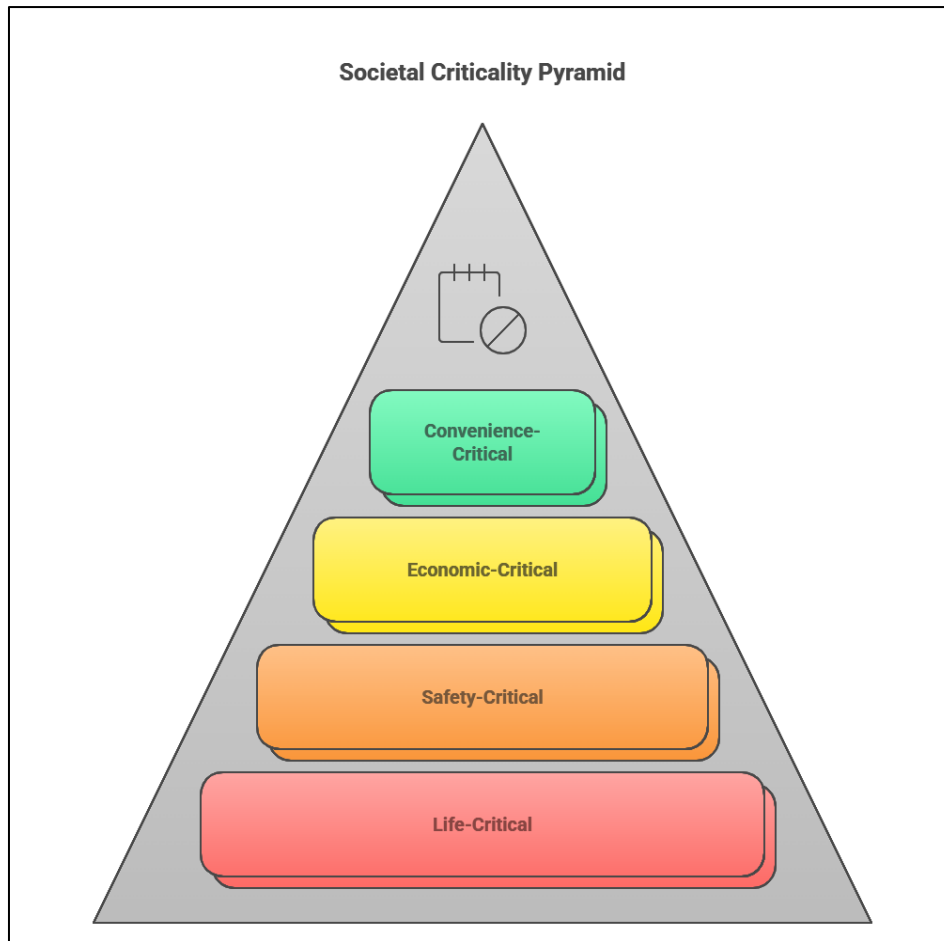 Societal Criticality Pyramid
Convenience-
Critical
Economic-Critical
Safety-Critical
Life-Critical